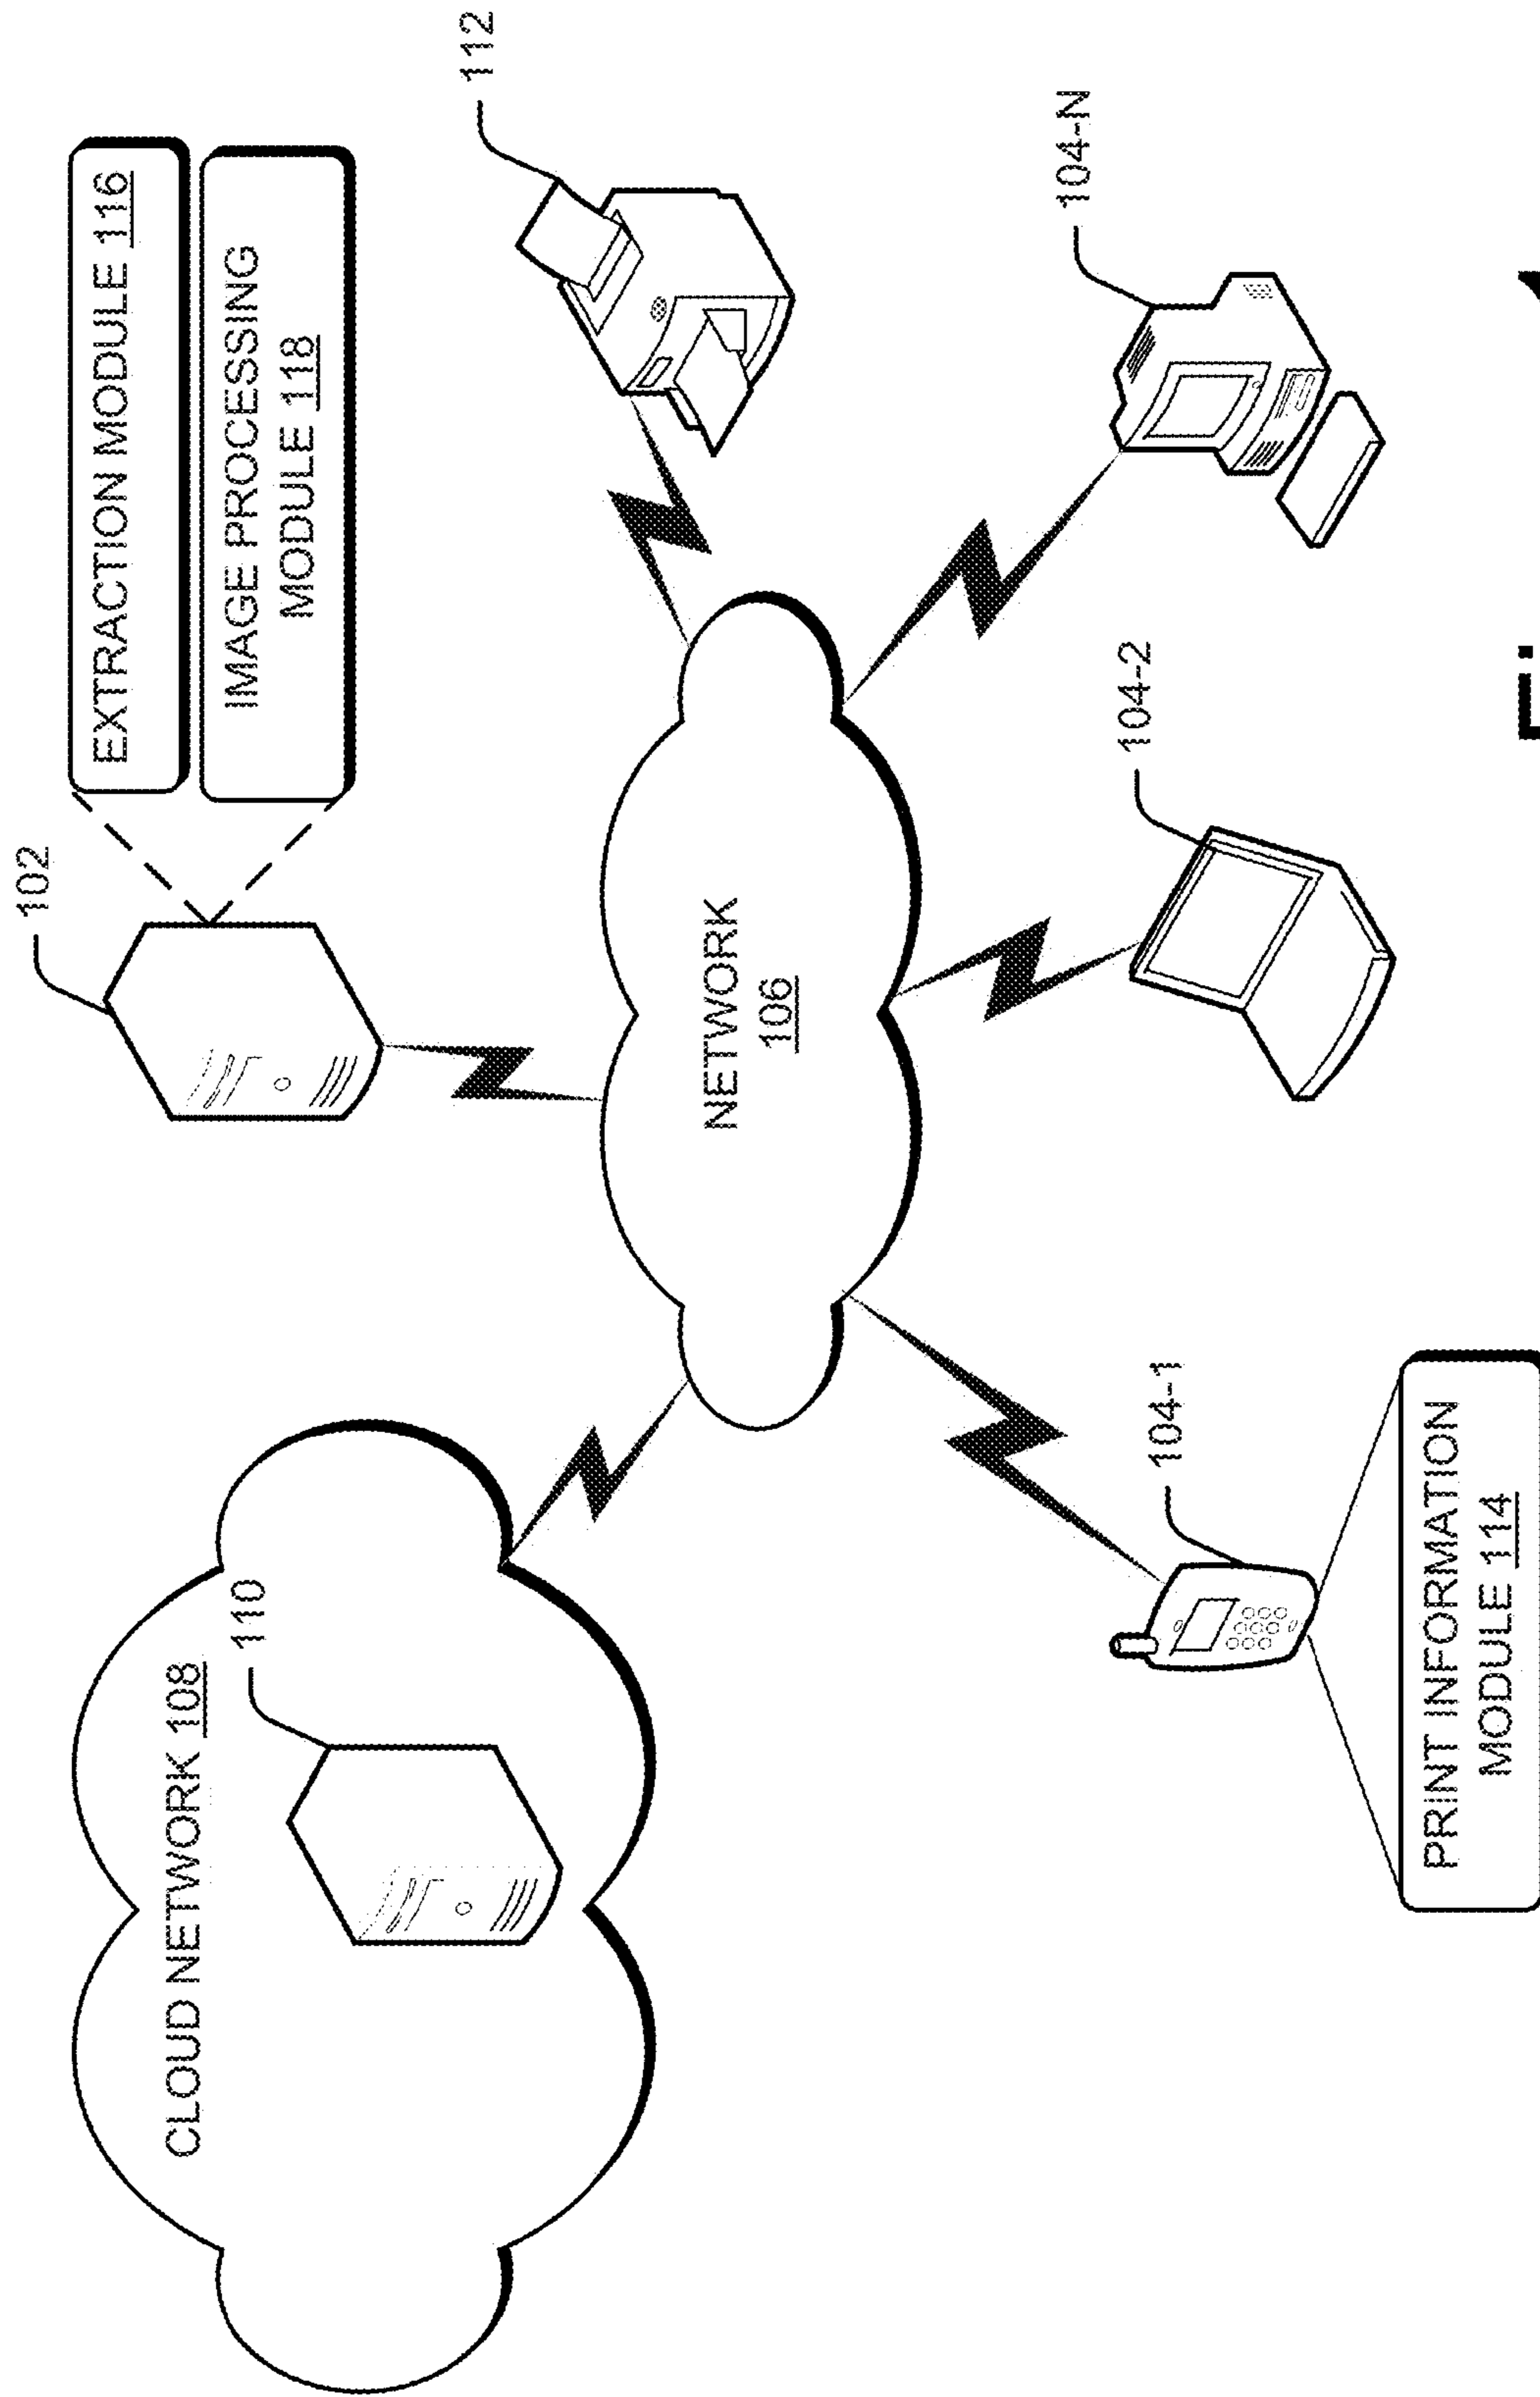 102
EXTRACTION MODULE 116
IMAGE PROCESSING
MODULE 118
CLOUD NETWORK 108
110
112
NETWORK
106
104-1
104-2
104-N
PRINT INFORMATION
MODULE 114